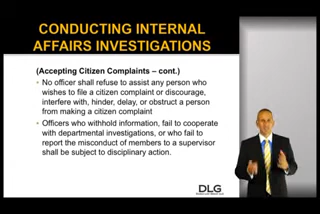 CONDUCTING INTERNAL
AFFAIRS INVESTIGATIONS
(Accepting Citizen Complaints – cont.)
• No officer shall refuse to assist any person who
wishes to file a citizen complaint or discourage,
interfere with, hinder, delay, or obstruct a person
from making a citizen complaint
• Officers who withhold information, fail to cooperate
with departmental investigations, or who fail to
report the misconduct of members to a supervisor
shall be subject to disciplinary action.
DLG